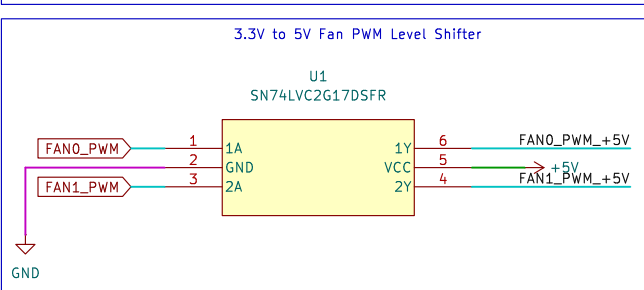 3.3V to 5V Fan PWM Level Shifter
U1
SN74LVC2G17DSFR
FAN0_PWM 1 1A 1Y 6 FAN0_PWM_+5V
2 GND VCC 5 +5V
FAN1_PWM 3 2A 2Y 4 FAN1_PWM_+5V
GND